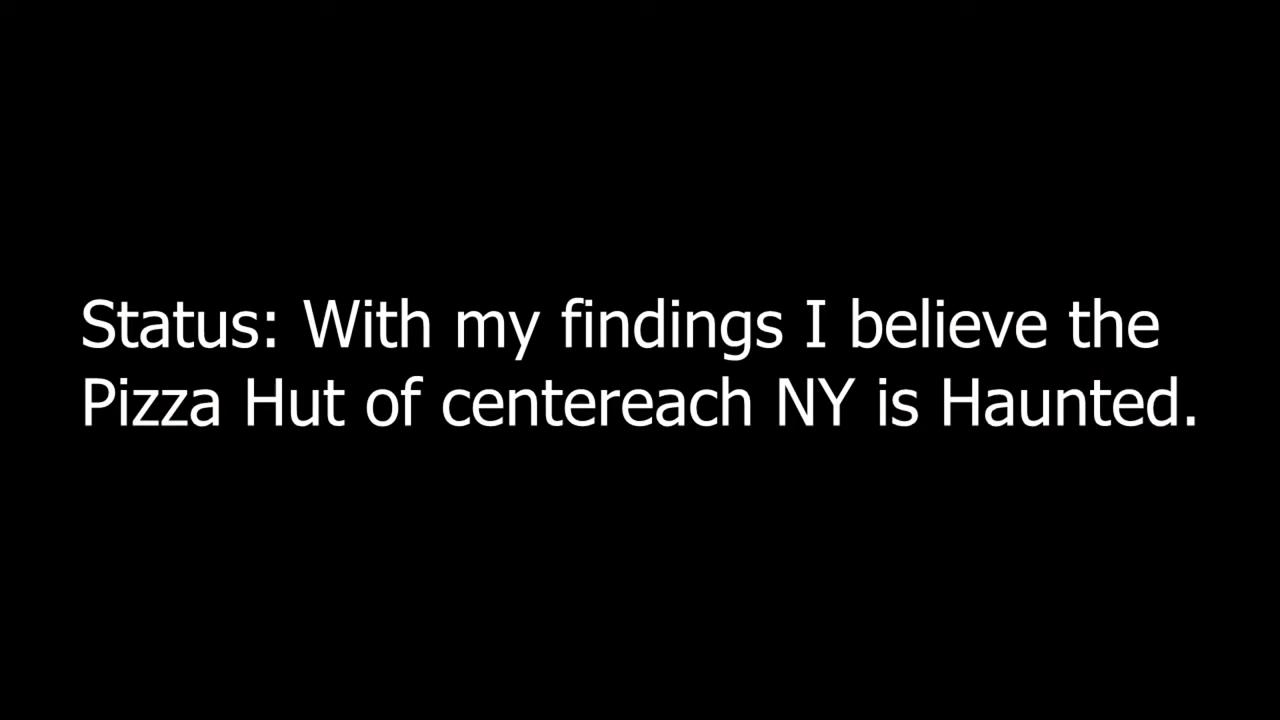 Status: With my findings I believe the
Pizza Hut of centereach NY is Haunted.